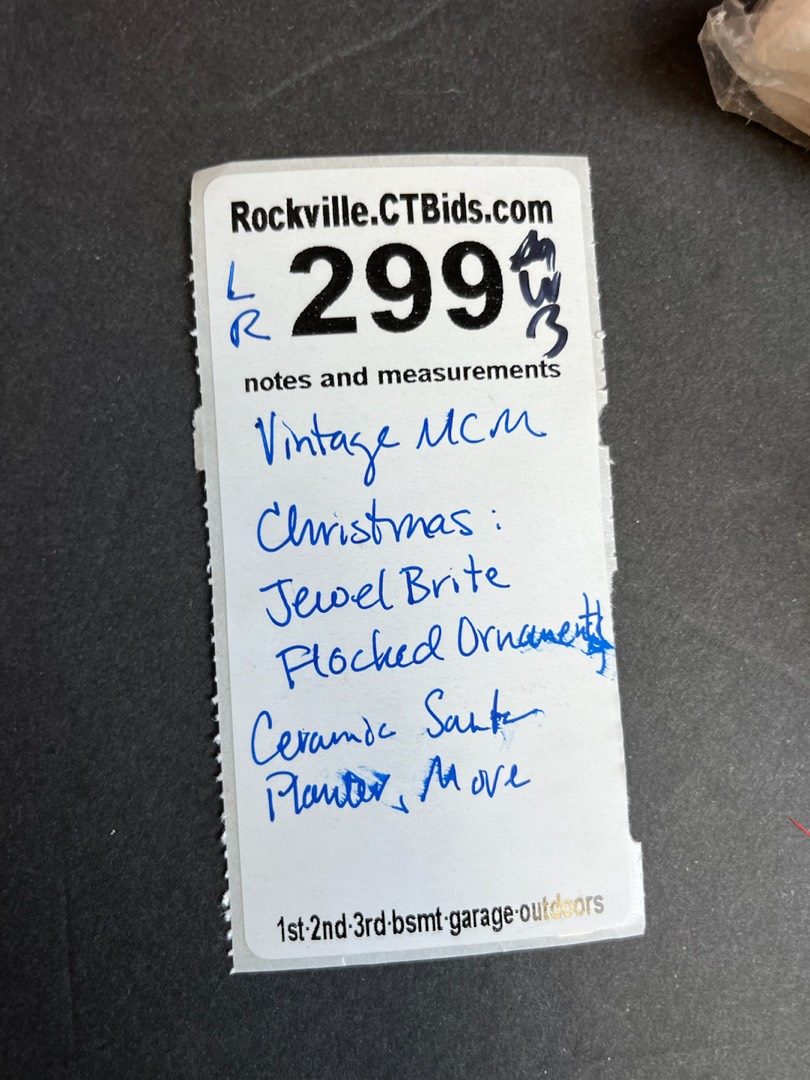 Rockville.CTBids.com
L
R
299
W
B
notes and measurements
Vintage MCM
Christmas:
Jewel Brite
Flocked Ornaments
Ceramic Santa
Planter, More
1st·2nd·3rd·bsmt·garage·outdoors